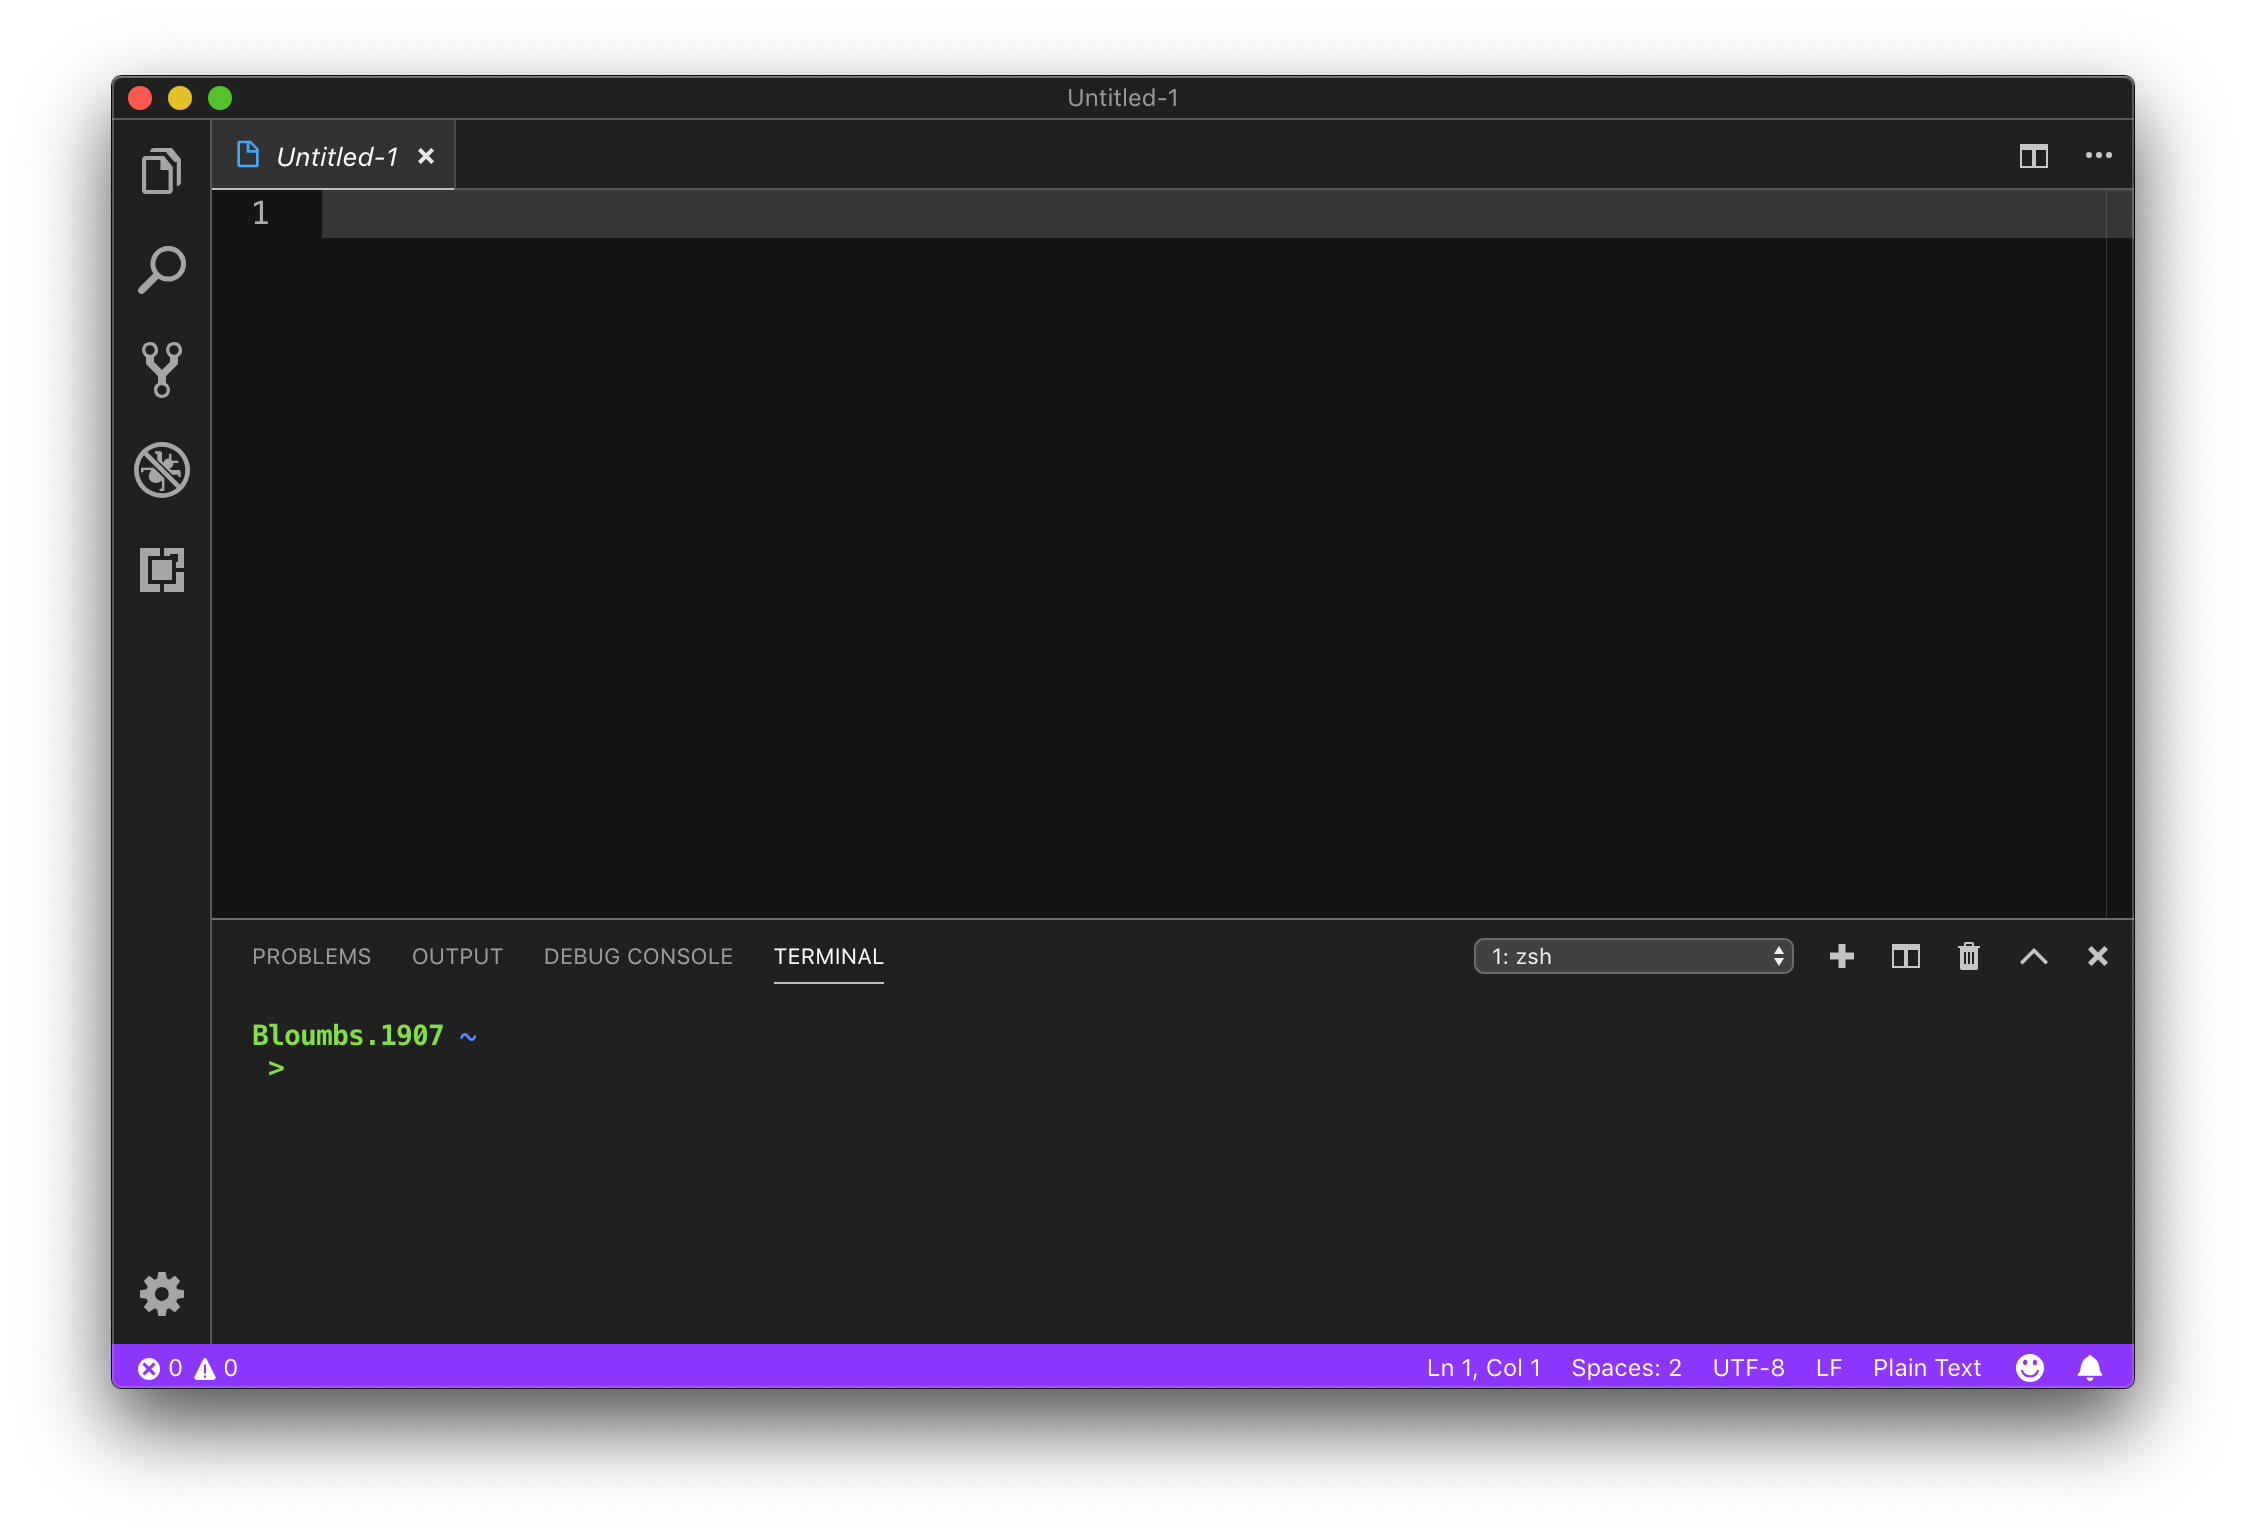 Untitled-1
Untitled-1
1
PROBLEMS OUTPUT DEBUG CONSOLE TERMINAL 1: zsh
Bloumbs.1907 ~
>
0 0 Ln 1, Col 1 Spaces: 2 UTF-8 LF Plain Text